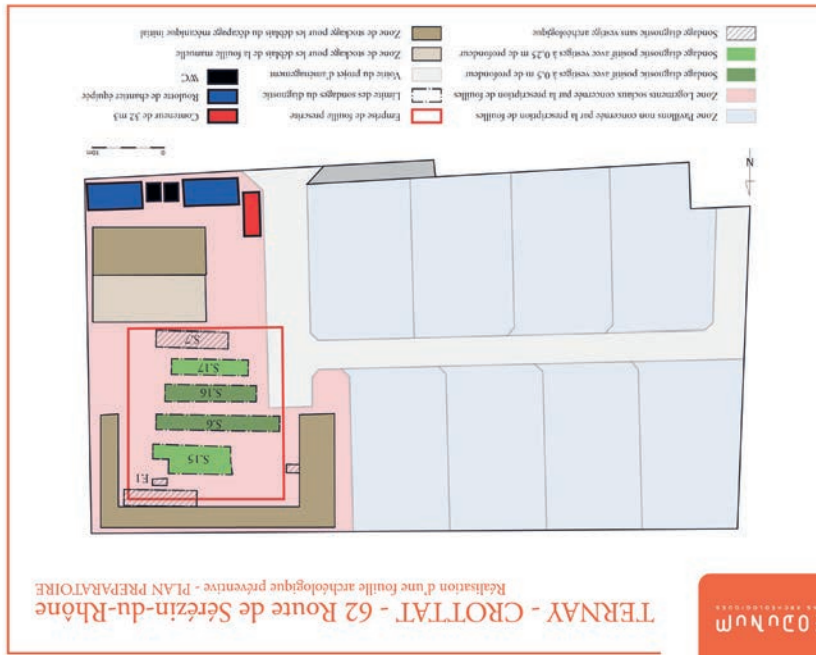 TERNAY - CROTTAT - 62 Route de Sérézin-du-Rhône
Réalisation d'une fouille archéologique préventive - PLAN PREPARATOIRE
E1
S.15
S.6
S.16
S.17
S.7
N
0
10m
Zone Pavillons non concernée par la prescription de fouilles
Zone Logements sociaux concernée par la prescription de fouilles
Sondage diagnostic positif avec vestiges à 0.5 m de profondeur
Sondage diagnostic positif avec vestiges à 0.25 m de profondeur
Sondage diagnostic sans vestige archéologique
Emprise de fouille prescrite
Limite des sondages du diagnostic
Voirie du projet d'aménagement
Zone de stockage pour les déblais de la fouille manuelle
Zone de stockage pour les déblais du décapage mécanique initial
Conteneur de 32 m3
Roulotte de chantier équipée
WC